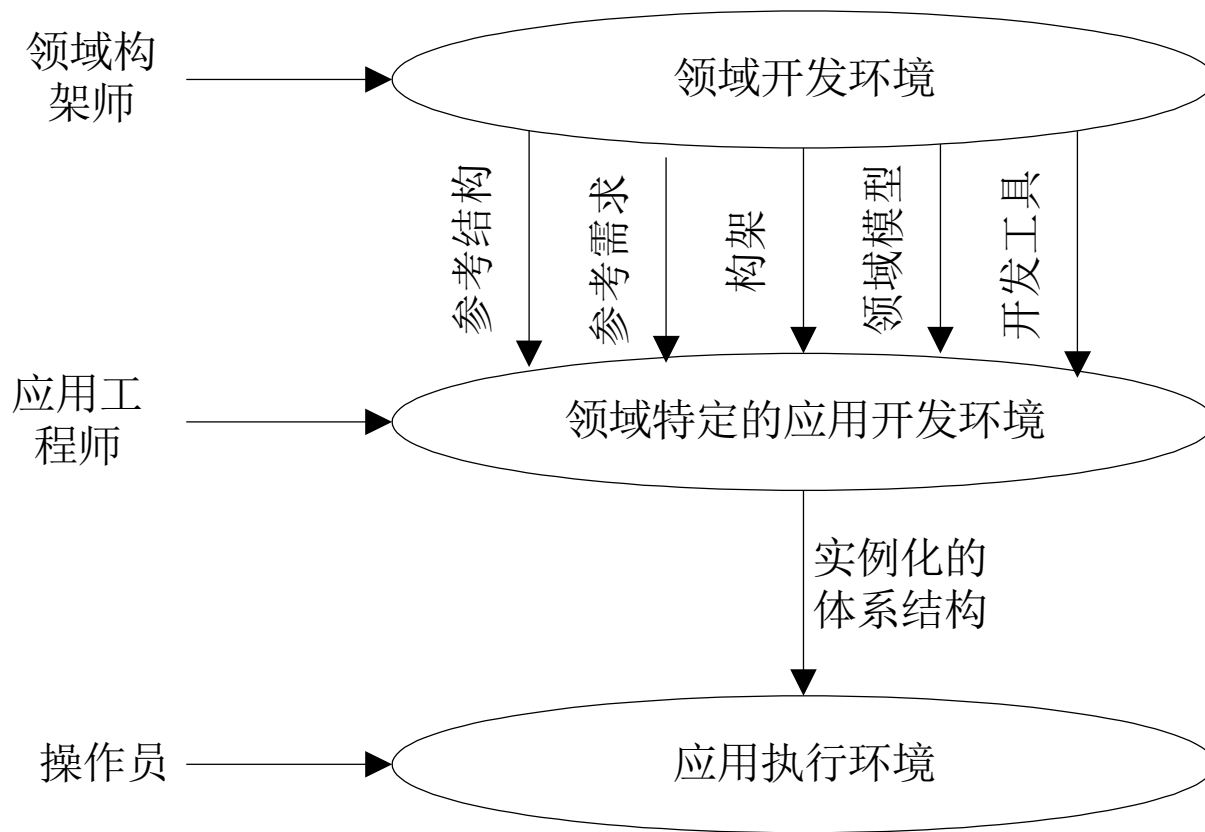 领域构
架师
领域开发环境
参考结构
参考需求
构架
领域模型
开发工具
应用工
程师
领域特定的应用开发环境
实例化的
体系结构
操作员
应用执行环境